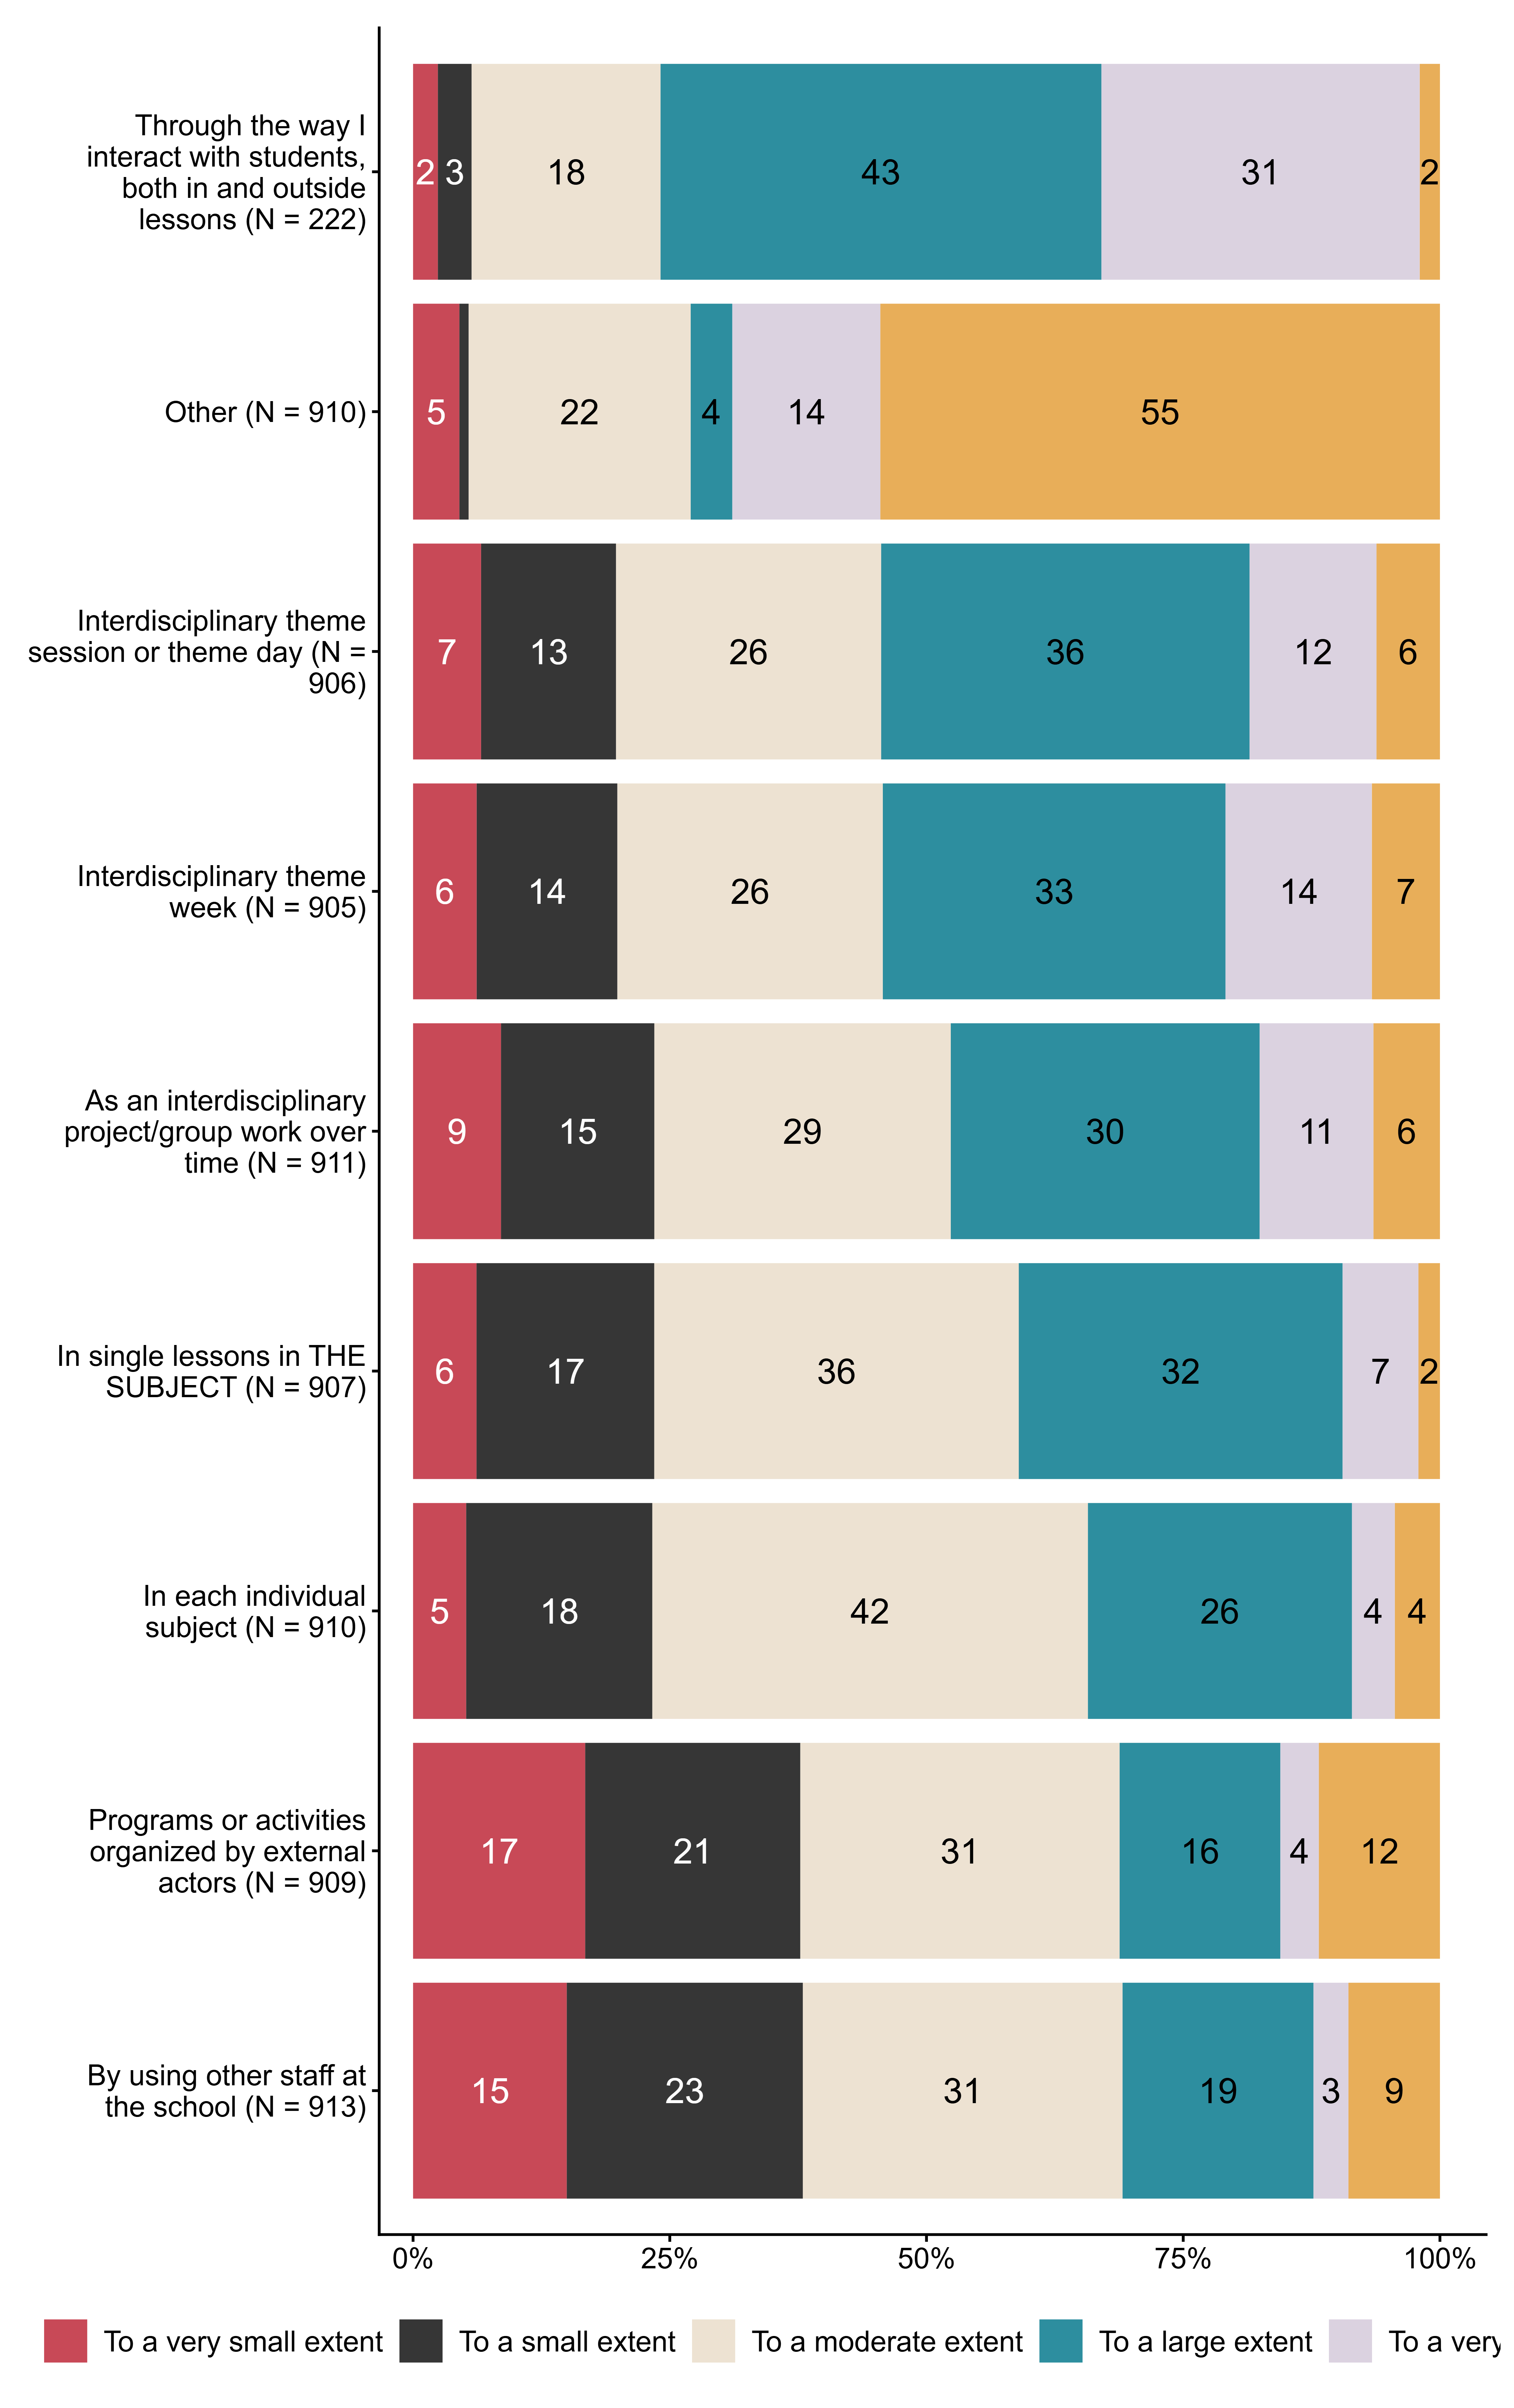 Through the way I
interact with students,
both in and outside
lessons (N = 222)
2 3 18 43 31 2
Other (N = 910)
5 22 4 14 55
Interdisciplinary theme
session or theme day (N =
906)
7 13 26 36 12 6
Interdisciplinary theme
week (N = 905)
6 14 26 33 14 7
As an interdisciplinary
project/group work over
time (N = 911)
9 15 29 30 11 6
In single lessons in THE
SUBJECT (N = 907)
6 17 36 32 7 2
In each individual
subject (N = 910)
5 18 42 26 4 4
Programs or activities
organized by external
actors (N = 909)
17 21 31 16 4 12
By using other staff at
the school (N = 913)
15 23 31 19 3 9
0% 25% 50% 75% 100%
To a very small extent To a small extent To a moderate extent To a large extent To a very